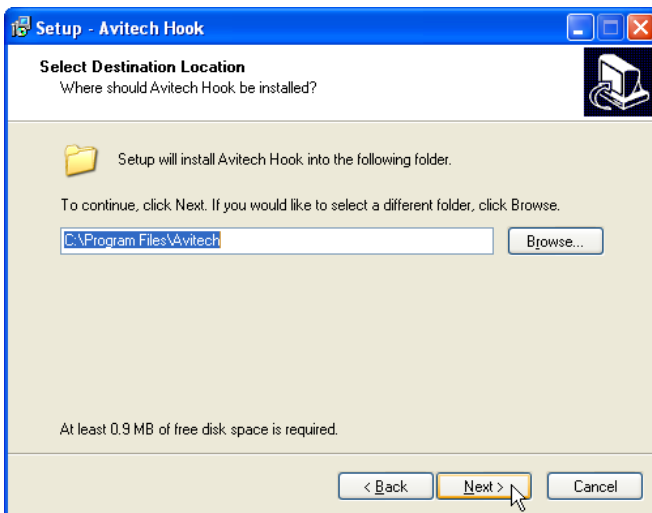 Setup - Avitech Hook
Select Destination Location
Where should Avitech Hook be installed?
Setup will install Avitech Hook into the following folder.
To continue, click Next. If you would like to select a different folder, click Browse.
C:\Program Files\Avitech
Browse...
At least 0.9 MB of free disk space is required.
< Back Next > Cancel